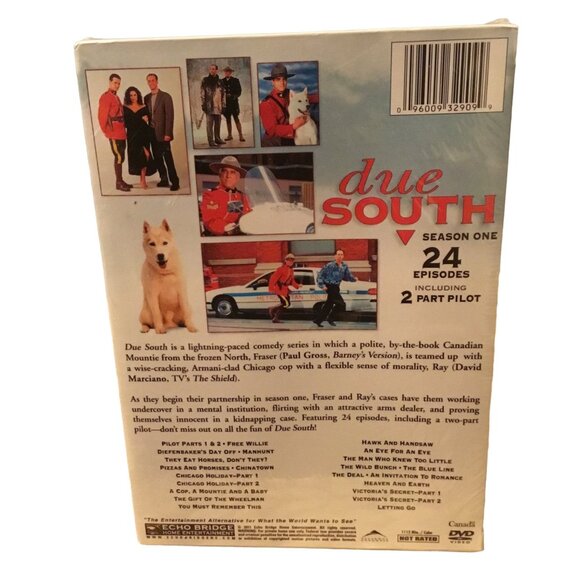 0 96009 32909 9
due
SOUTH
SEASON ONE
24
EPISODES
INCLUDING
2 PART PILOT
Due South is a lightning-paced comedy series in which a polite, by-the-book Canadian
Mountie from the frozen North, Fraser (Paul Gross, Barney's Version), is teamed up with
a wise-cracking, Armani-clad Chicago cop with a flexible sense of morality, Ray (David
Marciano, TV's The Shield).
As they begin their partnership in season one, Fraser and Ray's cases have them working
undercover in a mental institution, flirting with an attractive arms dealer, and proving
themselves innocent in a kidnapping case. Featuring 24 episodes, including a two-part
pilot—don't miss out on all the fun of Due South!
Pilot Parts 1 & 2 • Free Willie
Diefenbaker's Day Off • Manhunt
They Eat Horses, Don't They?
Pizzas and Promises • Chinatown
Chicago Holiday—Part 1
Chicago Holiday—Part 2
A Cop, A Mountie and A Baby
The Gift of the Wheelman
You Must Remember This
Hawk and Handsaw
An Eye For An Eye
The Man Who Knew Too Little
The Wild Bunch • The Blue Line
The Deal • An Invitation To Romance
Heaven and Earth
Victoria's Secret—Part 1
Victoria's Secret—Part 2
Letting Go
"The Entertainment Alternative for What the World Wants to See"
ECHO BRIDGE
HOME ENTERTAINMENT
ALLIANCE
NOT RATED
Canada
DVD
VIDEO